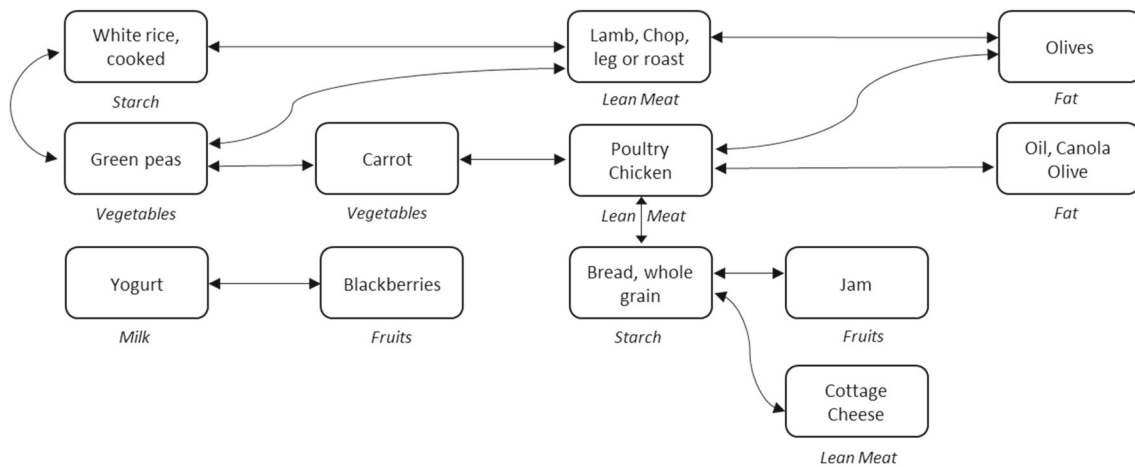 White rice,
cooked
Starch
Lamb, Chop,
leg or roast
Lean Meat
Olives
Fat
Green peas
Vegetables
Carrot
Vegetables
Poultry
Chicken
Lean Meat
Oil, Canola
Olive
Fat
Yogurt
Milk
Blackberries
Fruits
Bread, whole
grain
Starch
Jam
Fruits
Cottage
Cheese
Lean Meat